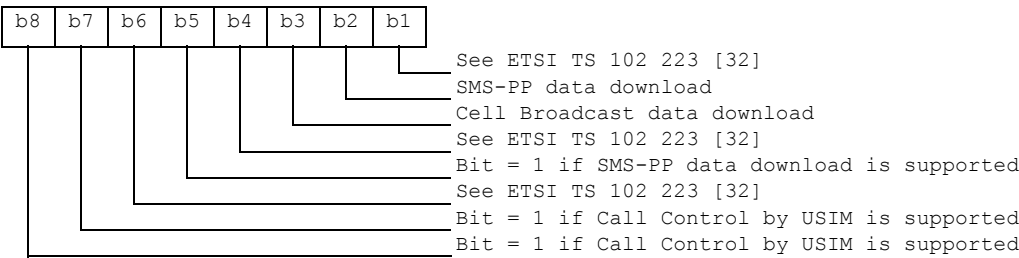 b8 b7 b6 b5 b4 b3 b2 b1
See ETSI TS 102 223 [32]
SMS-PP data download
Cell Broadcast data download
See ETSI TS 102 223 [32]
Bit = 1 if SMS-PP data download is supported
See ETSI TS 102 223 [32]
Bit = 1 if Call Control by USIM is supported
Bit = 1 if Call Control by USIM is supported